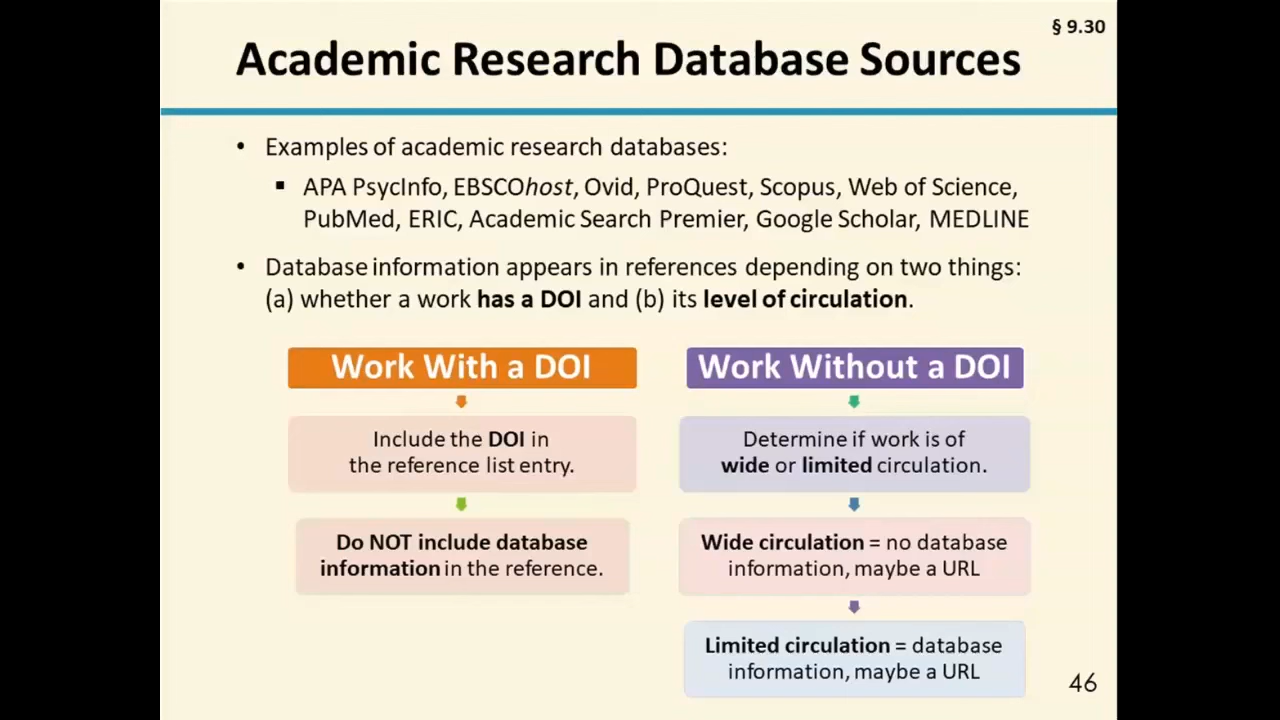 § 9.30
Academic Research Database Sources
• Examples of academic research databases:
▪ APA PsycInfo, EBSCOhost, Ovid, ProQuest, Scopus, Web of Science,
PubMed, ERIC, Academic Search Premier, Google Scholar, MEDLINE
• Database information appears in references depending on two things:
(a) whether a work has a DOI and (b) its level of circulation.
Work With a DOI
Include the DOI in
the reference list entry.
Do NOT include database
information in the reference.
Work Without a DOI
Determine if work is of
wide or limited circulation.
Wide circulation = no database
information, maybe a URL
Limited circulation = database
information, maybe a URL
46